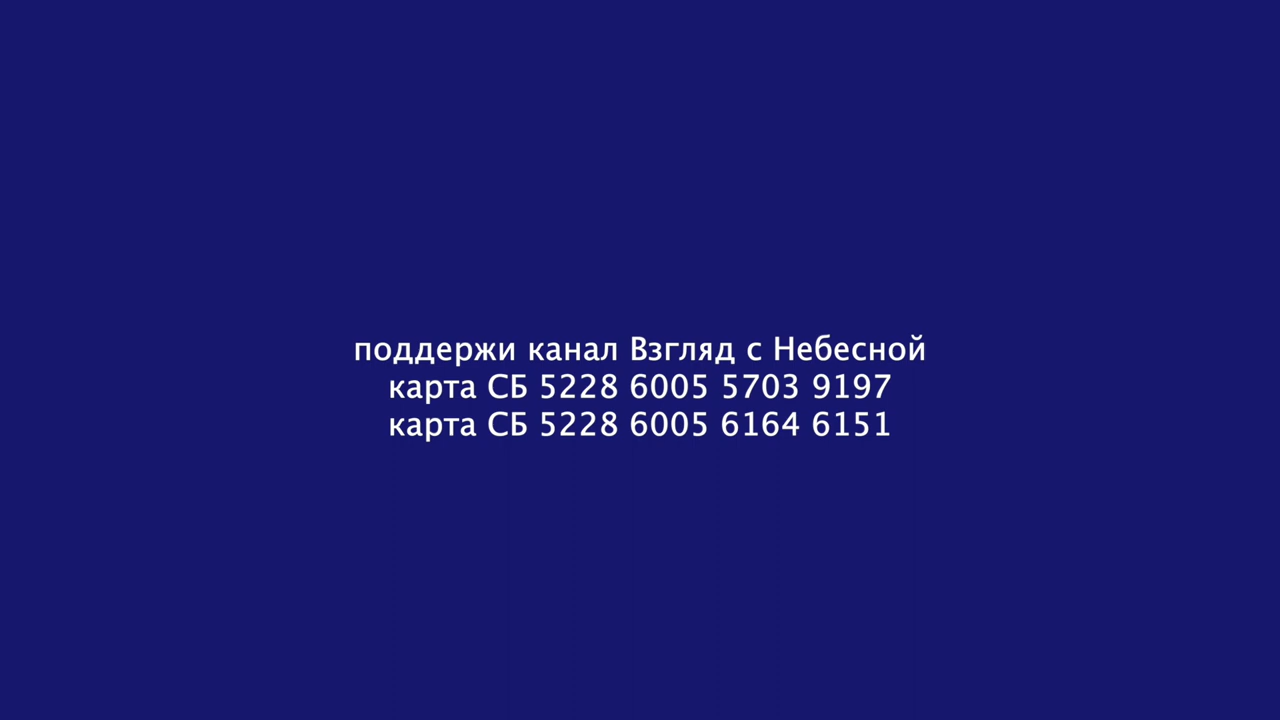 поддержи канал Взгляд с Небесной
карта СБ 5228 6005 5703 9197
карта СБ 5228 6005 6164 6151